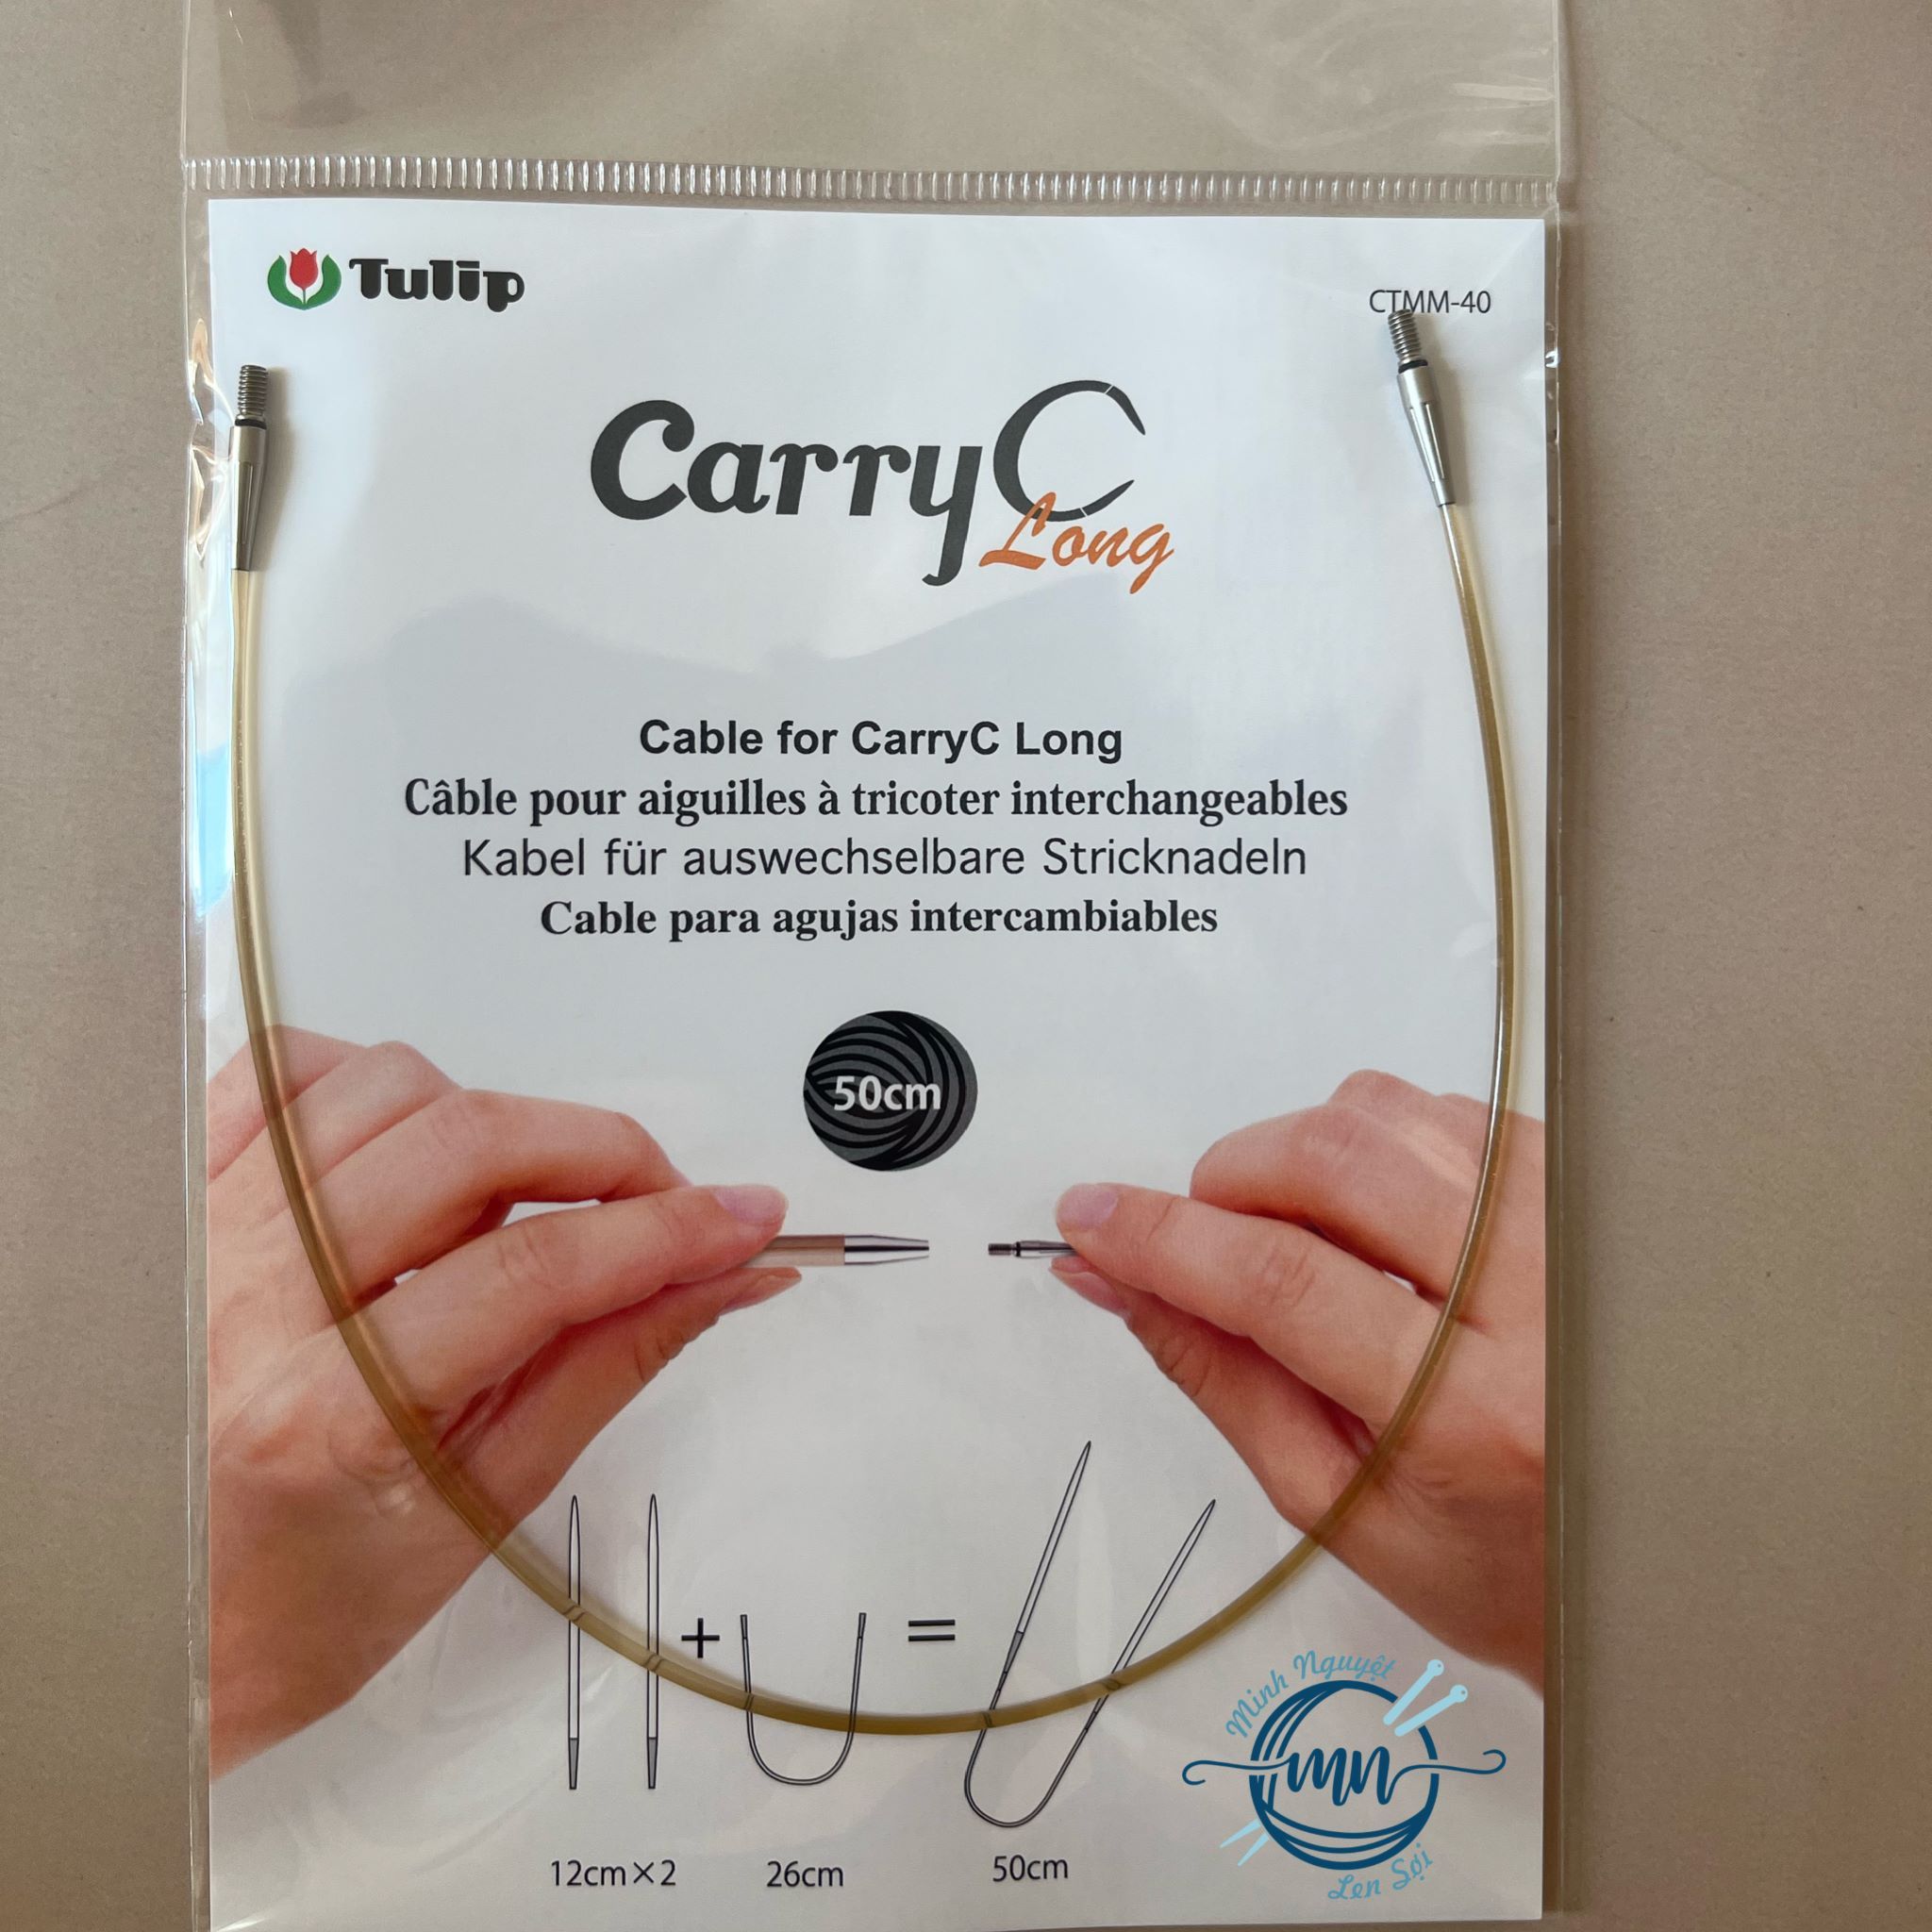 Tulip
CTMM-40
CarryC
Long
Cable for CarryC Long
Câble pour aiguilles à tricoter interchangeables
Kabel für auswechselbare Stricknadeln
Cable para agujas intercambiables
50cm
+ =
12cm×2 26cm 50cm
Minh Nguyệt
mn
Len Sợi